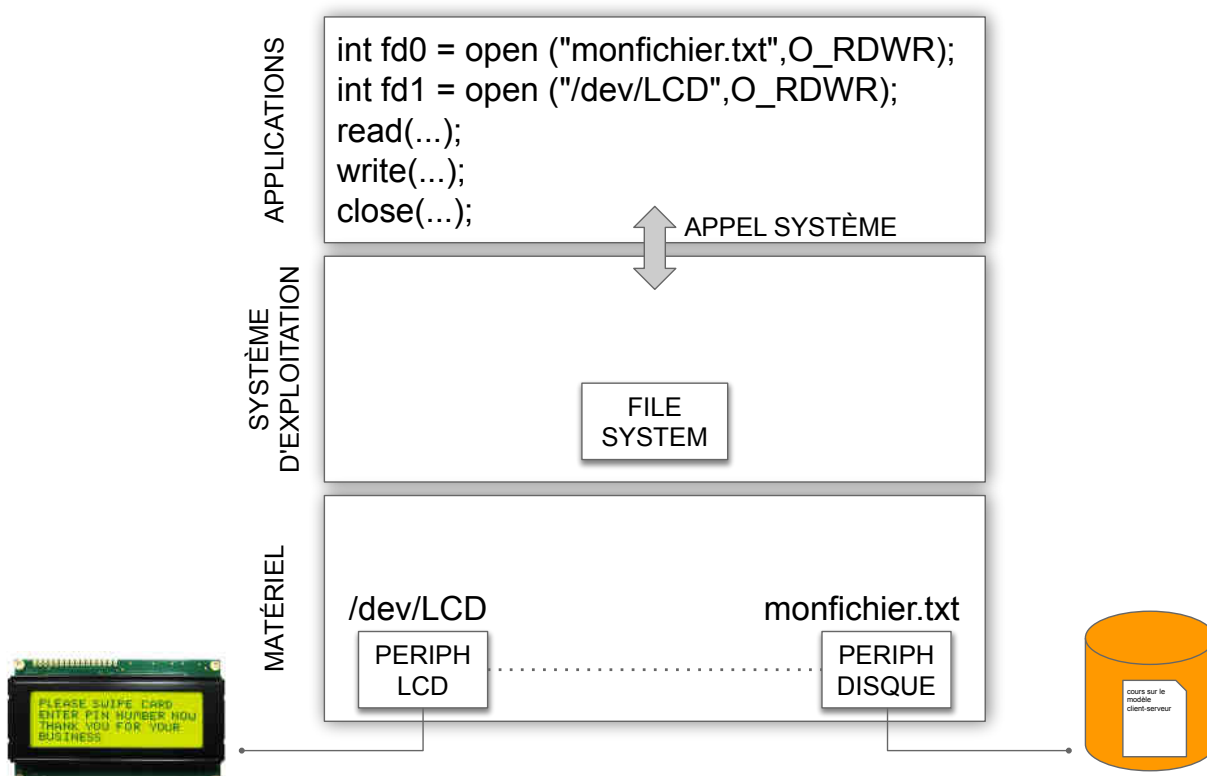 APPLICATIONS
int fd0 = open ("monfichier.txt",O_RDWR);
int fd1 = open ("/dev/LCD",O_RDWR);
read(...);
write(...);
close(...);
APPEL SYSTÈME
SYSTÈME
D'EXPLOITATION
FILE
SYSTEM
MATÉRIEL
/dev/LCD
monfichier.txt
PERIPH
LCD
PERIPH
DISQUE
PLEASE SWIPE CARD
ENTER PIN NUMBER NOW
THANK YOU FOR YOUR
BUSINESS
cours sur le
modèle
client-serveur